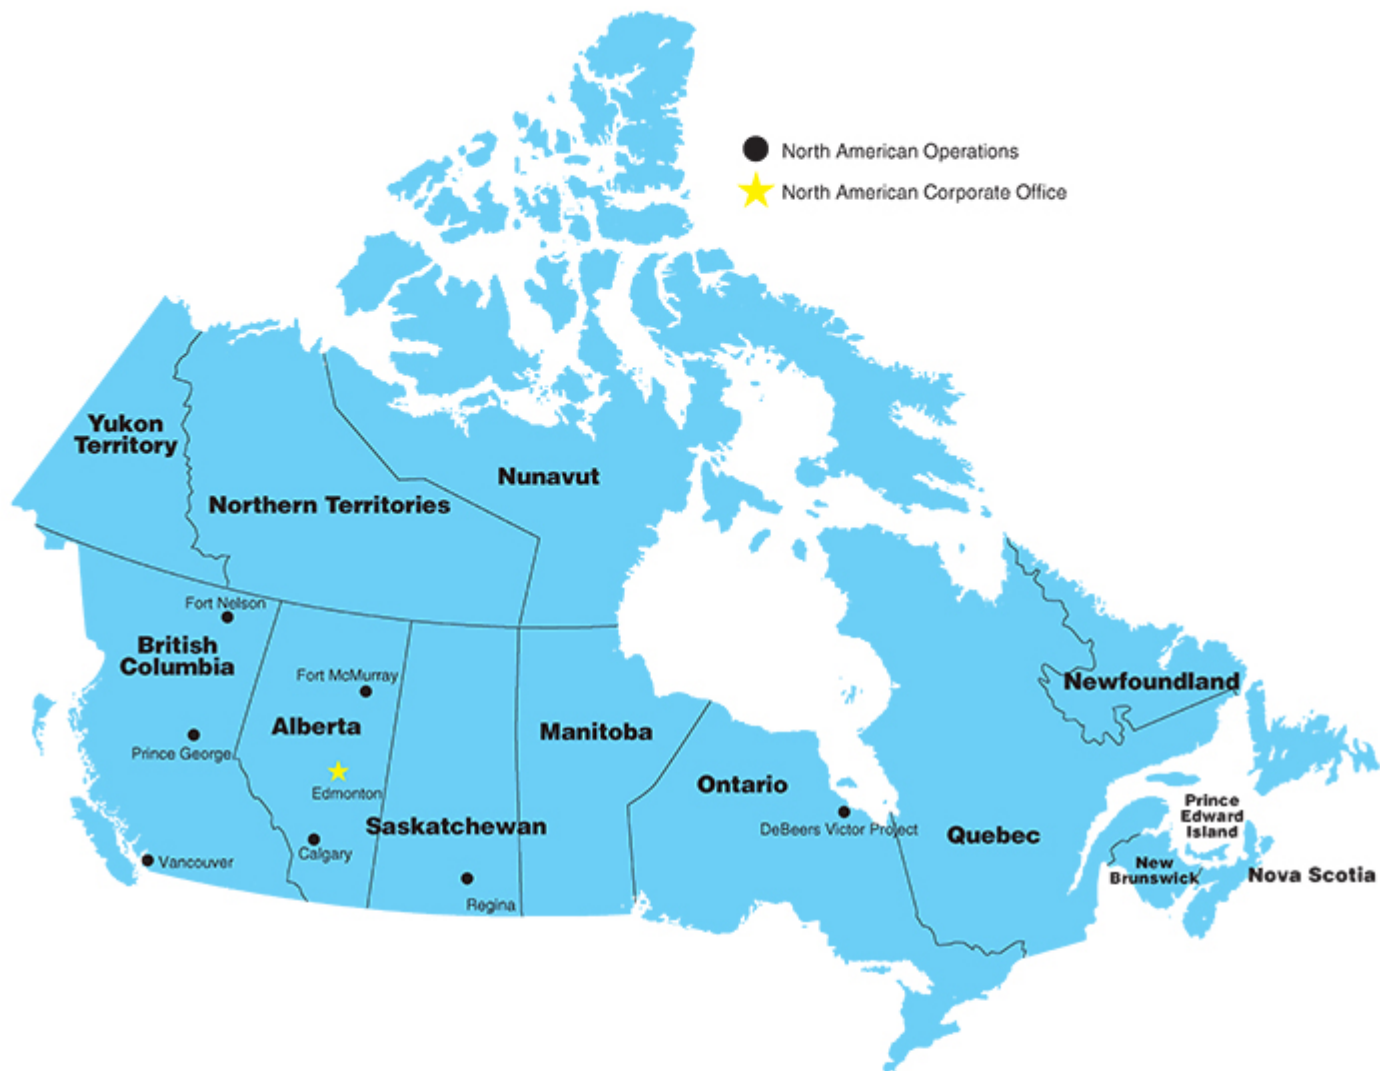 North American Operations
North American Corporate Office
Yukon
Territory
Nunavut
Northern Territories
Fort Nelson
British
Columbia
Fort McMurray
Newfoundland
Alberta
Manitoba
Prince George
Ontario
Edmonton
Prince
Edward
Island
Saskatchewan
DeBeers Victor Project
Quebec
Calgary
Vancouver
New
Brunswick
Nova Scotia
Regina